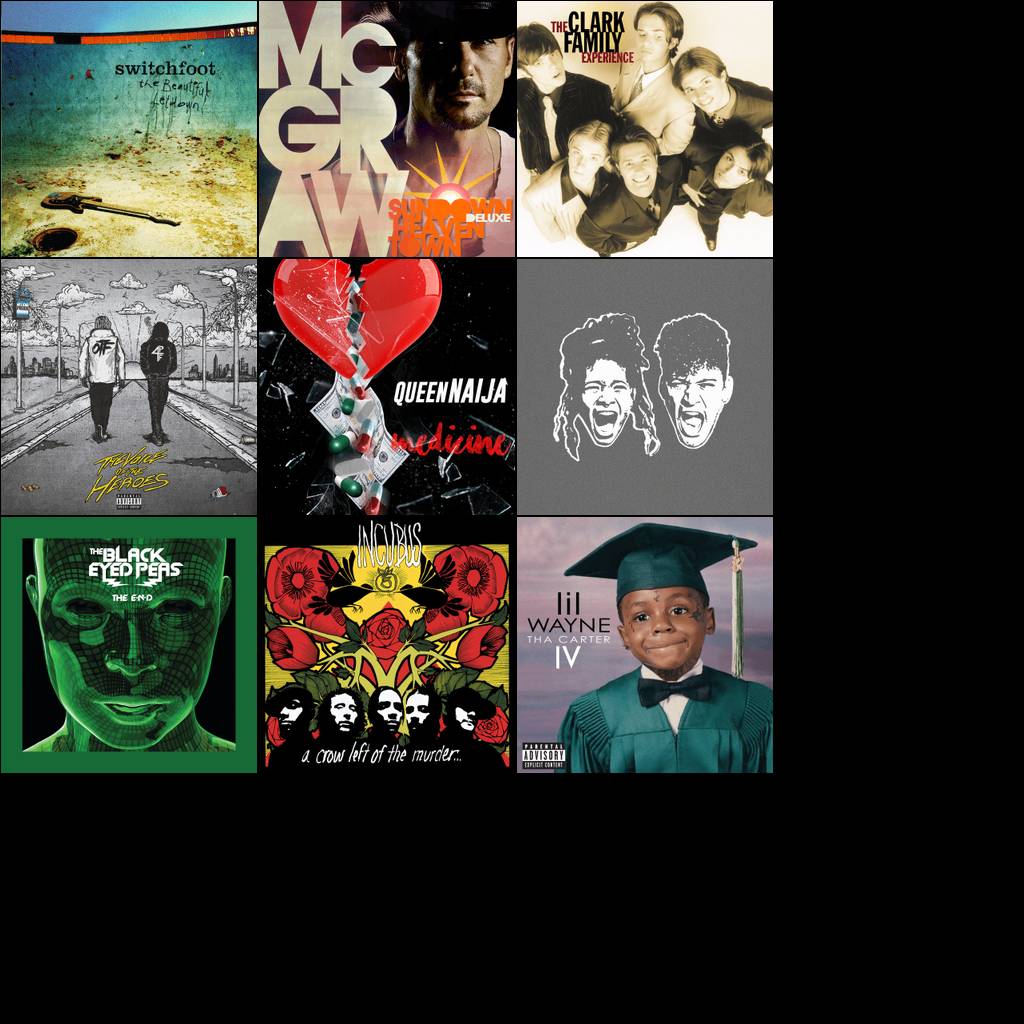 switchfoot
the Beautiful
letdown
MC
GR
AW
SUNDOWN
HEAVEN
DELUXE
TOWN
THE CLARK
FAMILY
EXPERIENCE
OTF
4PF
THE VOICE
OF THE
HEROES
PARENTAL
ADVISORY
EXPLICIT CONTENT
QUEEN NAIJA
medicine
THE BLACK
EYED PEAS
THE E·N·D
INCUBUS
a crow left of the murder...
lil
WAYNE
THA CARTER
IV
PARENTAL
ADVISORY
EXPLICIT CONTENT